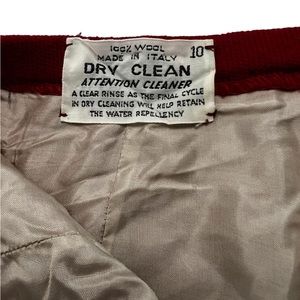 100% WOOL
MADE IN ITALY 10
DRY CLEAN
ATTENTION CLEANER
A CLEAR RINSE AS THE FINAL CYCLE
IN DRY CLEANING WILL HELP RETAIN
THE WATER REPELLENCY